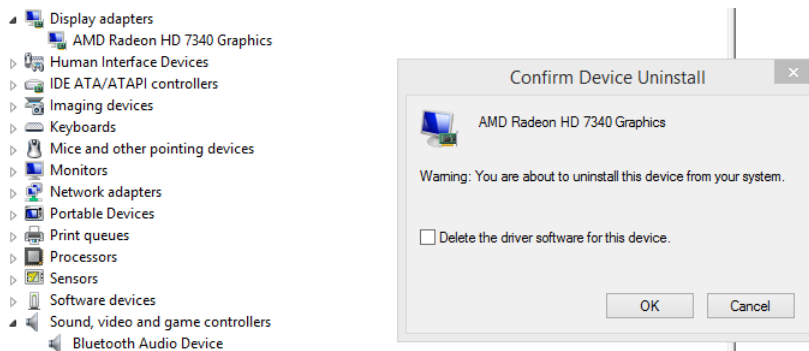 Display adapters
AMD Radeon HD 7340 Graphics
Human Interface Devices
IDE ATA/ATAPI controllers
Imaging devices
Keyboards
Mice and other pointing devices
Monitors
Network adapters
Portable Devices
Print queues
Processors
Sensors
Software devices
Sound, video and game controllers
Bluetooth Audio Device
Confirm Device Uninstall
AMD Radeon HD 7340 Graphics
Warning: You are about to uninstall this device from your system.
Delete the driver software for this device.
OK Cancel